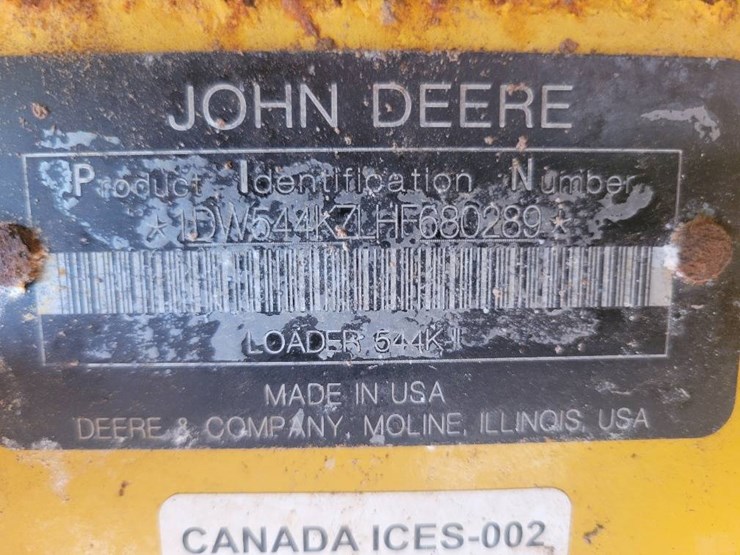 JOHN DEERE
Product Identification Number
*1DW544KZLHF680289*
LOADER 544K II
MADE IN USA
DEERE & COMPANY, MOLINE, ILLINOIS, USA
CANADA ICES-002